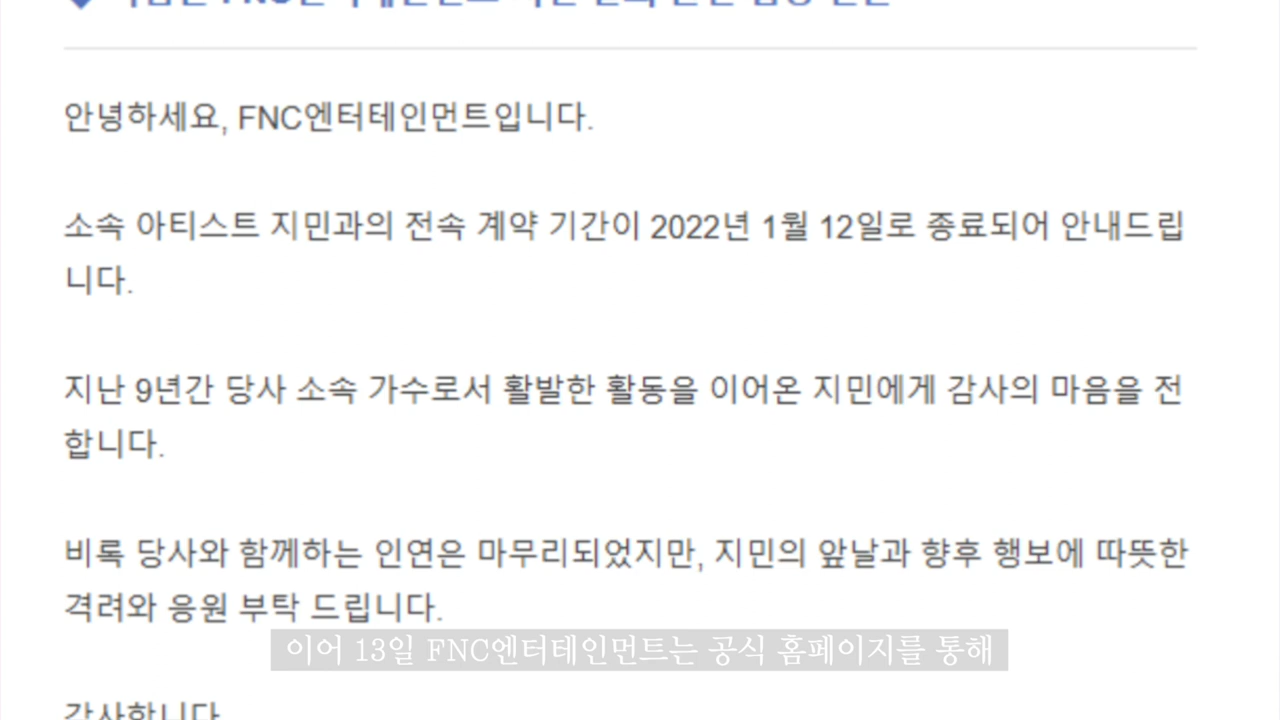 안녕하세요, FNC엔터테인먼트입니다.
소속 아티스트 지민과의 전속 계약 기간이 2022년 1월 12일로 종료되어 안내드립
니다.
지난 9년간 당사 소속 가수로서 활발한 활동을 이어온 지민에게 감사의 마음을 전
합니다.
비록 당사와 함께하는 인연은 마무리되었지만, 지민의 앞날과 향후 행보에 따뜻한
격려와 응원 부탁 드립니다.
이어 13일 FNC엔터테인먼트는 공식 홈페이지를 통해
감사합니다